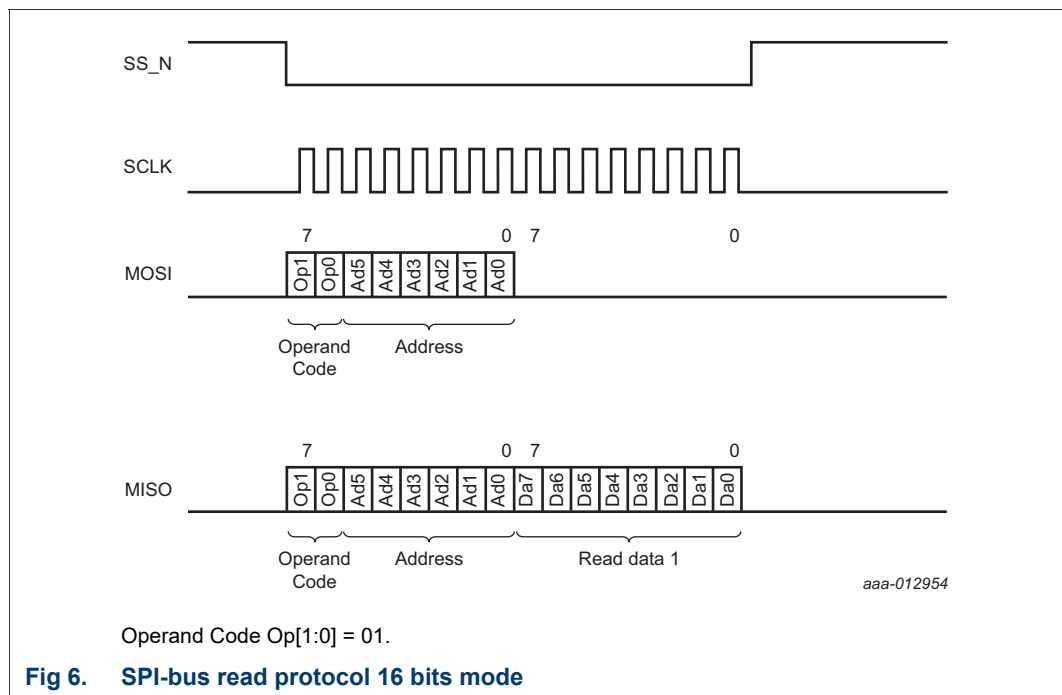 SS_N
SCLK
7 0 7 0
MOSI
Op1 Op0 Ad5 Ad4 Ad3 Ad2 Ad1 Ad0
Operand Address
Code
7 0 7 0
MISO
Op1 Op0 Ad5 Ad4 Ad3 Ad2 Ad1 Ad0 Da7 Da6 Da5 Da4 Da3 Da2 Da1 Da0
Operand Address Read data 1
Code
aaa-012954
Operand Code Op[1:0] = 01.
Fig 6. SPI-bus read protocol 16 bits mode